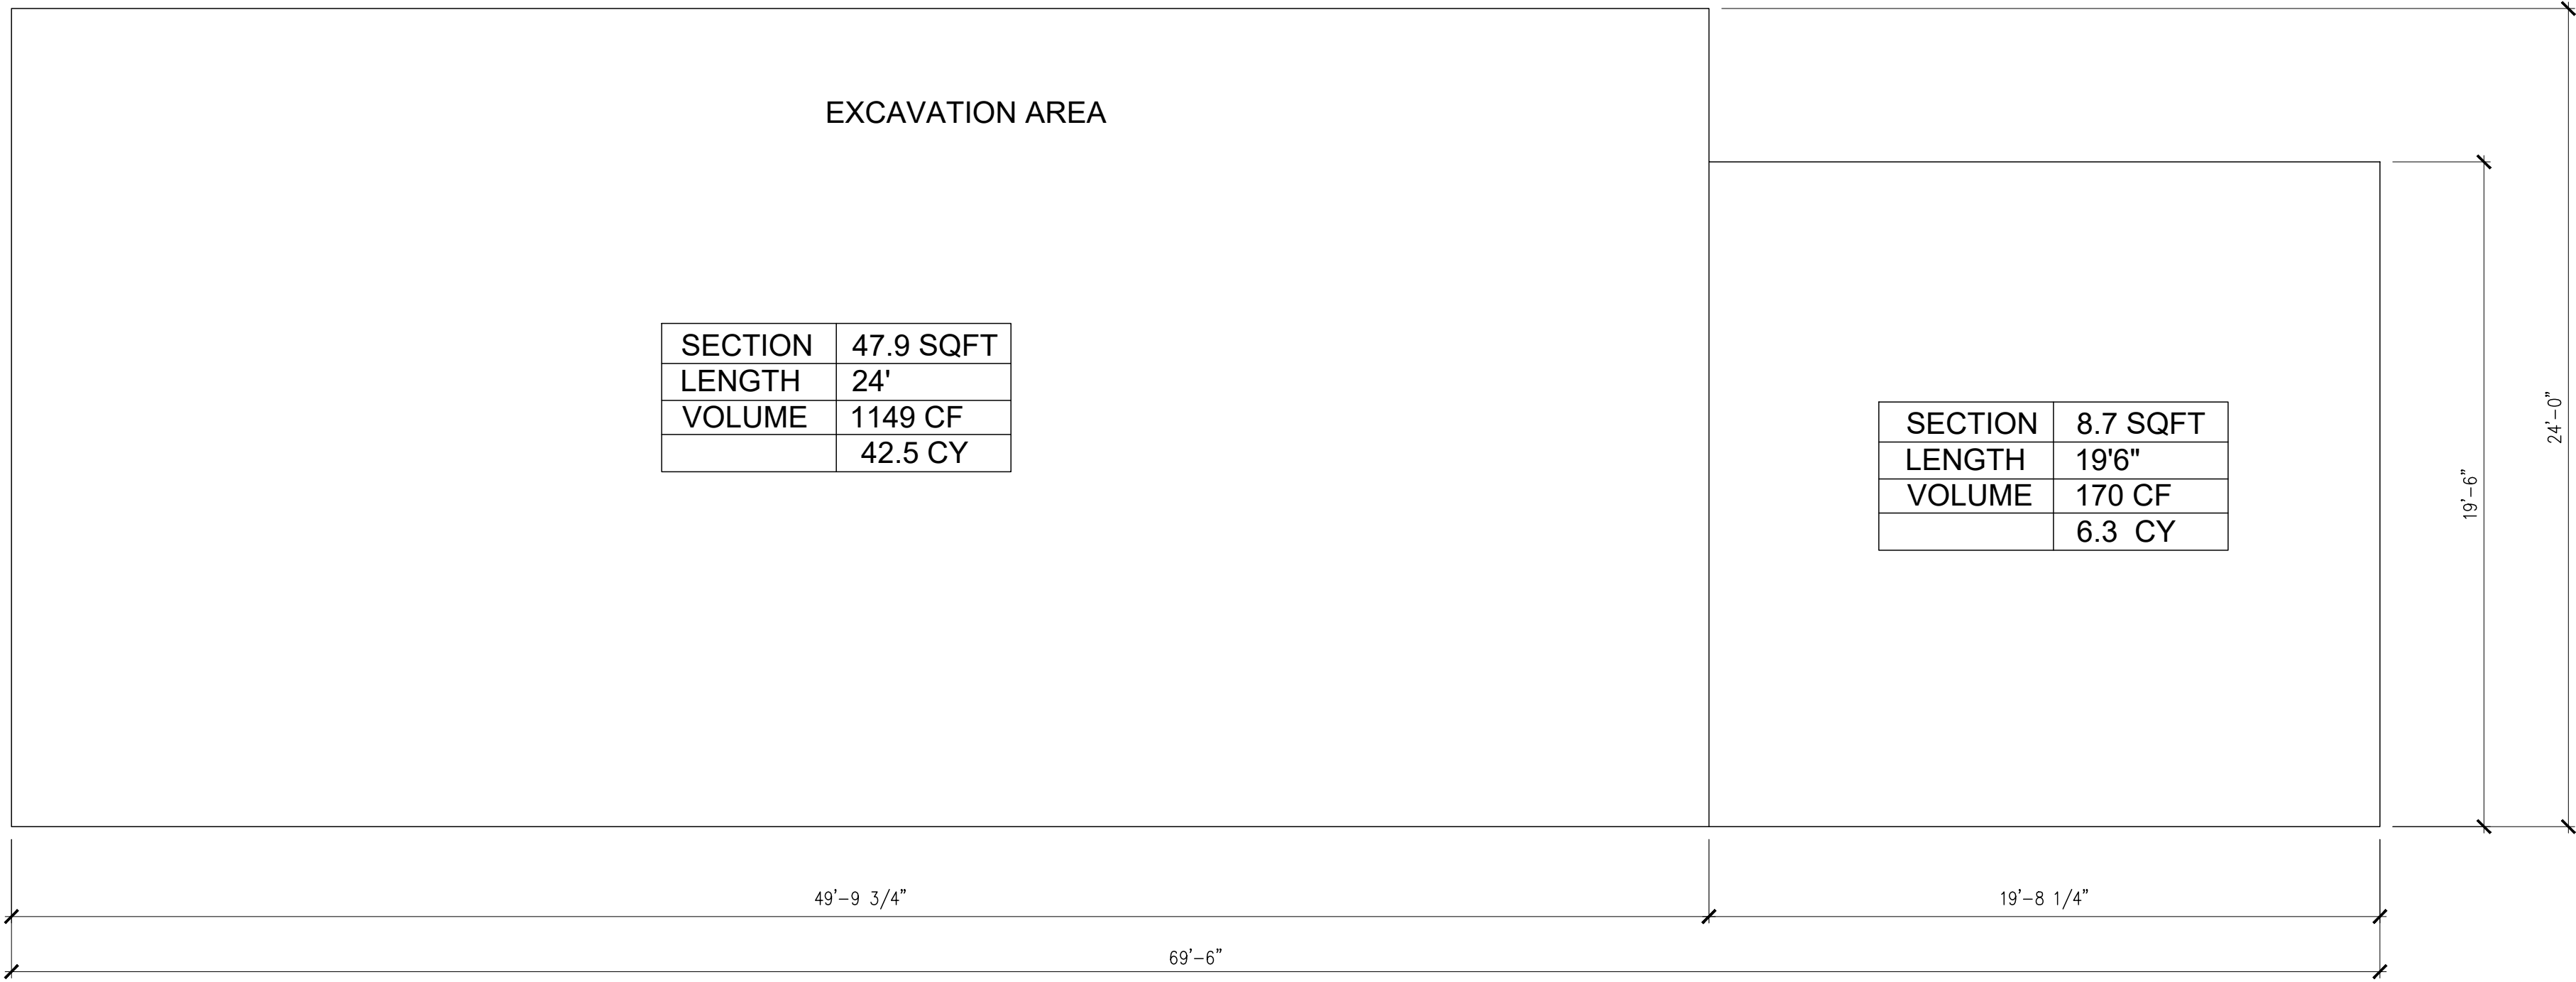 EXCAVATION AREA
SECTION 47.9 SQFT
LENGTH 24'
VOLUME 1149 CF
42.5 CY
SECTION 8.7 SQFT
LENGTH 19'6"
VOLUME 170 CF
6.3 CY
19'-6"
24'-0"
49'-9 3/4"
19'-8 1/4"
69'-6"